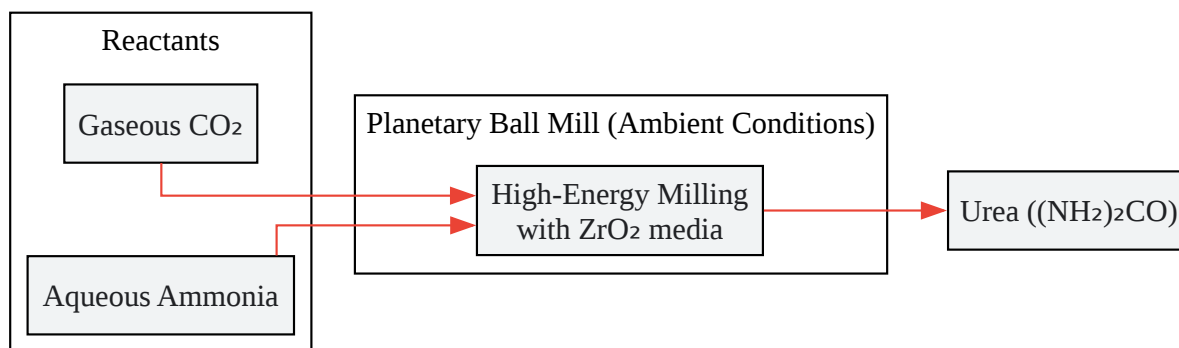 Reactants
Gaseous CO₂
Aqueous Ammonia
Planetary Ball Mill (Ambient Conditions)
High-Energy Milling
with ZrO₂ media
Urea ((NH₂)₂CO)